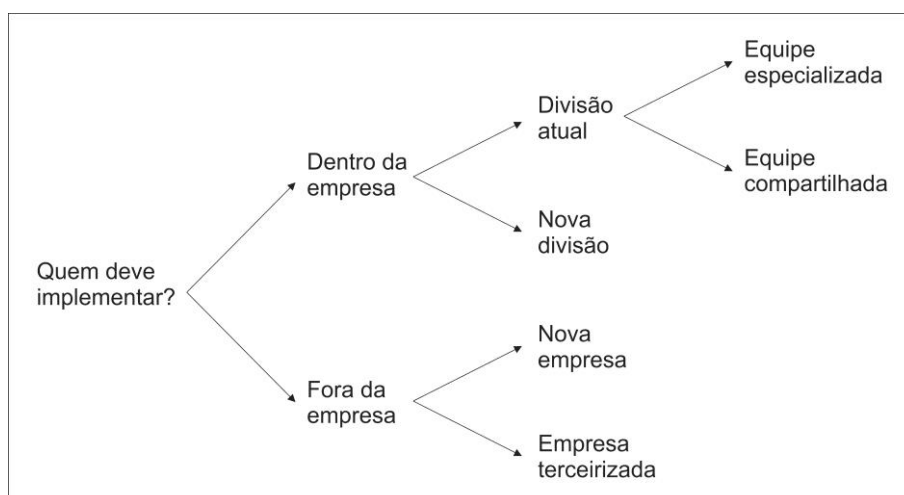 Quem deve
implementar?
Dentro da
empresa
Fora da
empresa
Divisão
atual
Nova
divisão
Nova
empresa
Empresa
terceirizada
Equipe
especializada
Equipe
compartilhada